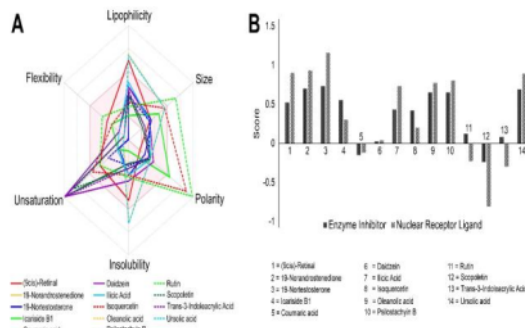 A
Lipophilicity
Flexibility
Size
Unsaturation
Polarity
Insolubility
(5cis)-Retinal
19-Norandrostenedione
19-Nortestosterone
Icariside B1
Daidzein
Ilicic Acid
Isoquercetin
Oleanolic Acid
Rutin
Scopoletin
Trans-3-Indoleacrylic Acid
Ursolic Acid
B
Score
1.5
1
0.5
0
-0.5
-1
1 2 3 4 5 6 7 8 9 10 11 12 13 14
Enzyme Inhibitor Nuclear Receptor Ligand
1 = (5cis)-Retinal
2 = 19-Norandrostenedione
3 = 19-Nortestosterone
4 = Icariside B1
5 = Coumaric acid
6 = Daidzein
7 = Ilicic Acid
8 = Isoquercetin
9 = Oleanolic Acid
10 = Psilostachyin B
11 = Rutin
12 = Scopoletin
13 = Trans-3-Indoleacrylic Acid
14 = Ursolic Acid